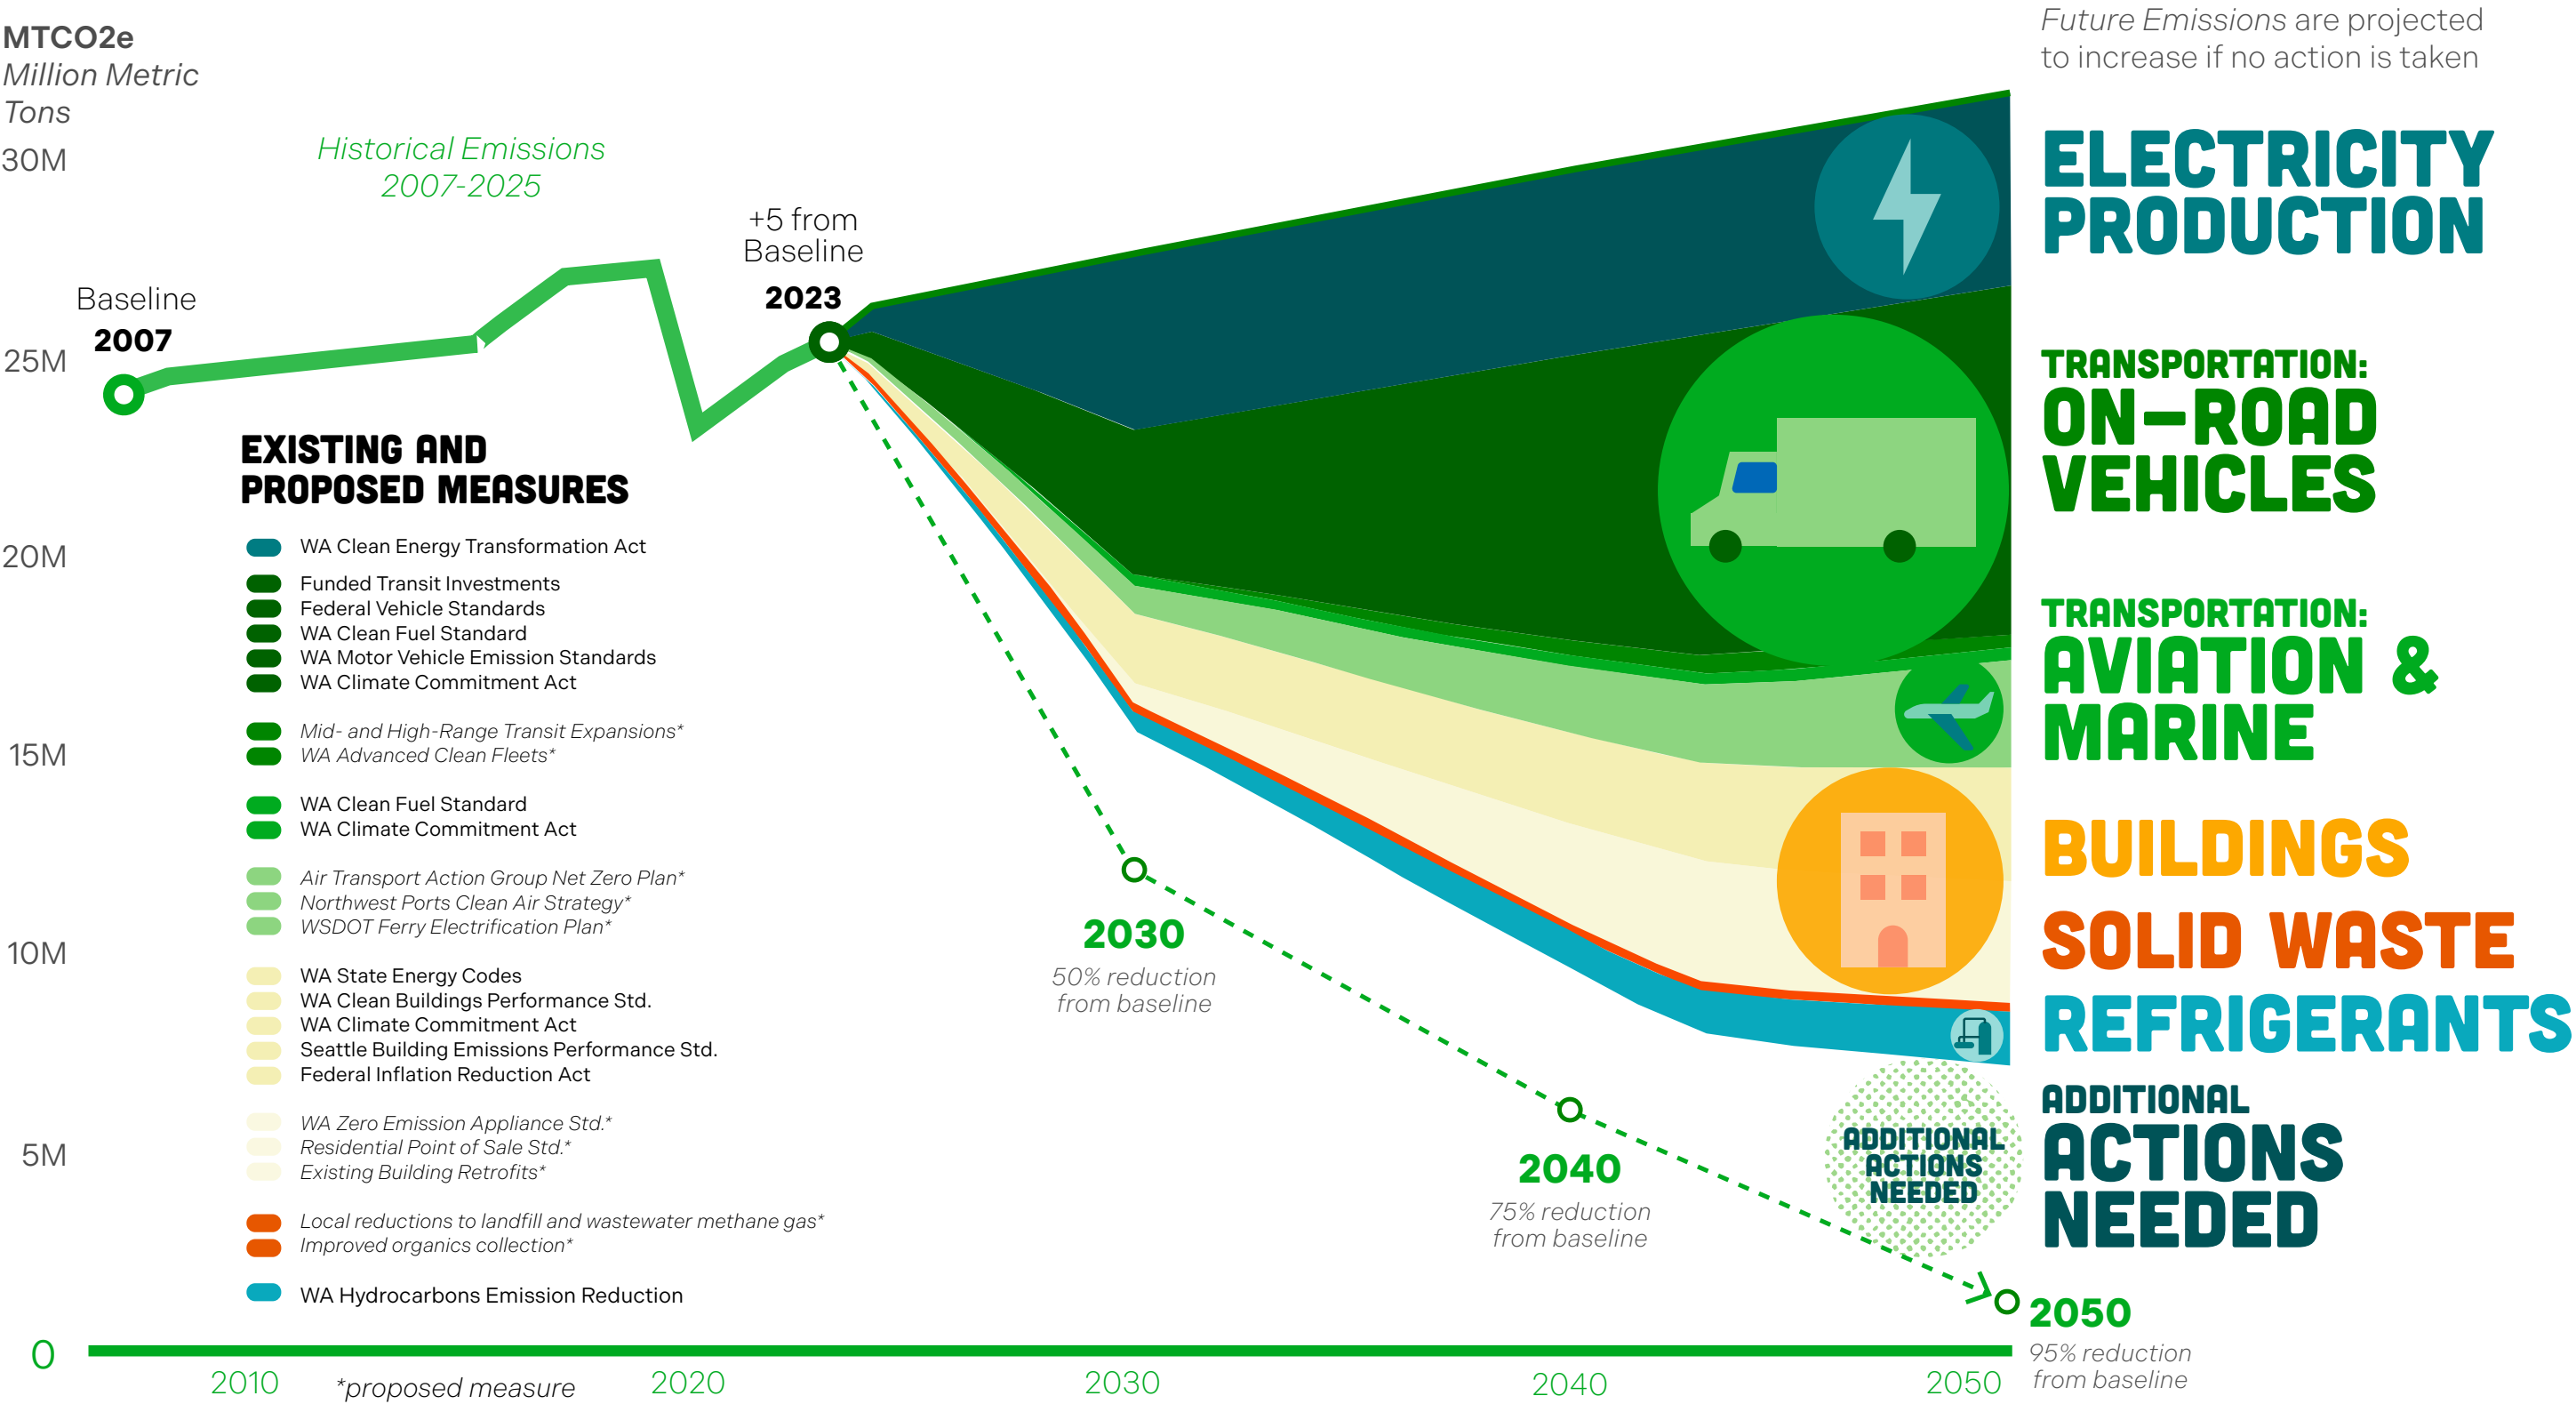 MTCO2e
Million Metric
Tons
30M
25M
20M
15M
10M
5M
0
Historical Emissions
2007-2025
Baseline
2007
+5 from
Baseline
2023
EXISTING AND
PROPOSED MEASURES
WA Clean Energy Transformation Act
Funded Transit Investments
Federal Vehicle Standards
WA Clean Fuel Standard
WA Motor Vehicle Emission Standards
WA Climate Commitment Act
Mid- and High-Range Transit Expansions*
WA Advanced Clean Fleets*
WA Clean Fuel Standard
WA Climate Commitment Act
Air Transport Action Group Net Zero Plan*
Northwest Ports Clean Air Strategy*
WSDOT Ferry Electrification Plan*
WA State Energy Codes
WA Clean Buildings Performance Std.
WA Climate Commitment Act
Seattle Building Emissions Performance Std.
Federal Inflation Reduction Act
WA Zero Emission Appliance Std.*
Residential Point of Sale Std.*
Existing Building Retrofits*
Local reductions to landfill and wastewater methane gas*
Improved organics collection*
WA Hydrocarbons Emission Reduction
2030
50% reduction
from baseline
2040
75% reduction
from baseline
ADDITIONAL
ACTIONS
NEEDED
2050
95% reduction
from baseline
2010
*proposed measure
2020
2030
2040
2050
Future Emissions are projected
to increase if no action is taken
ELECTRICITY
PRODUCTION
TRANSPORTATION:
ON-ROAD
VEHICLES
TRANSPORTATION:
AVIATION &
MARINE
BUILDINGS
SOLID WASTE
REFRIGERANTS
ADDITIONAL
ACTIONS
NEEDED